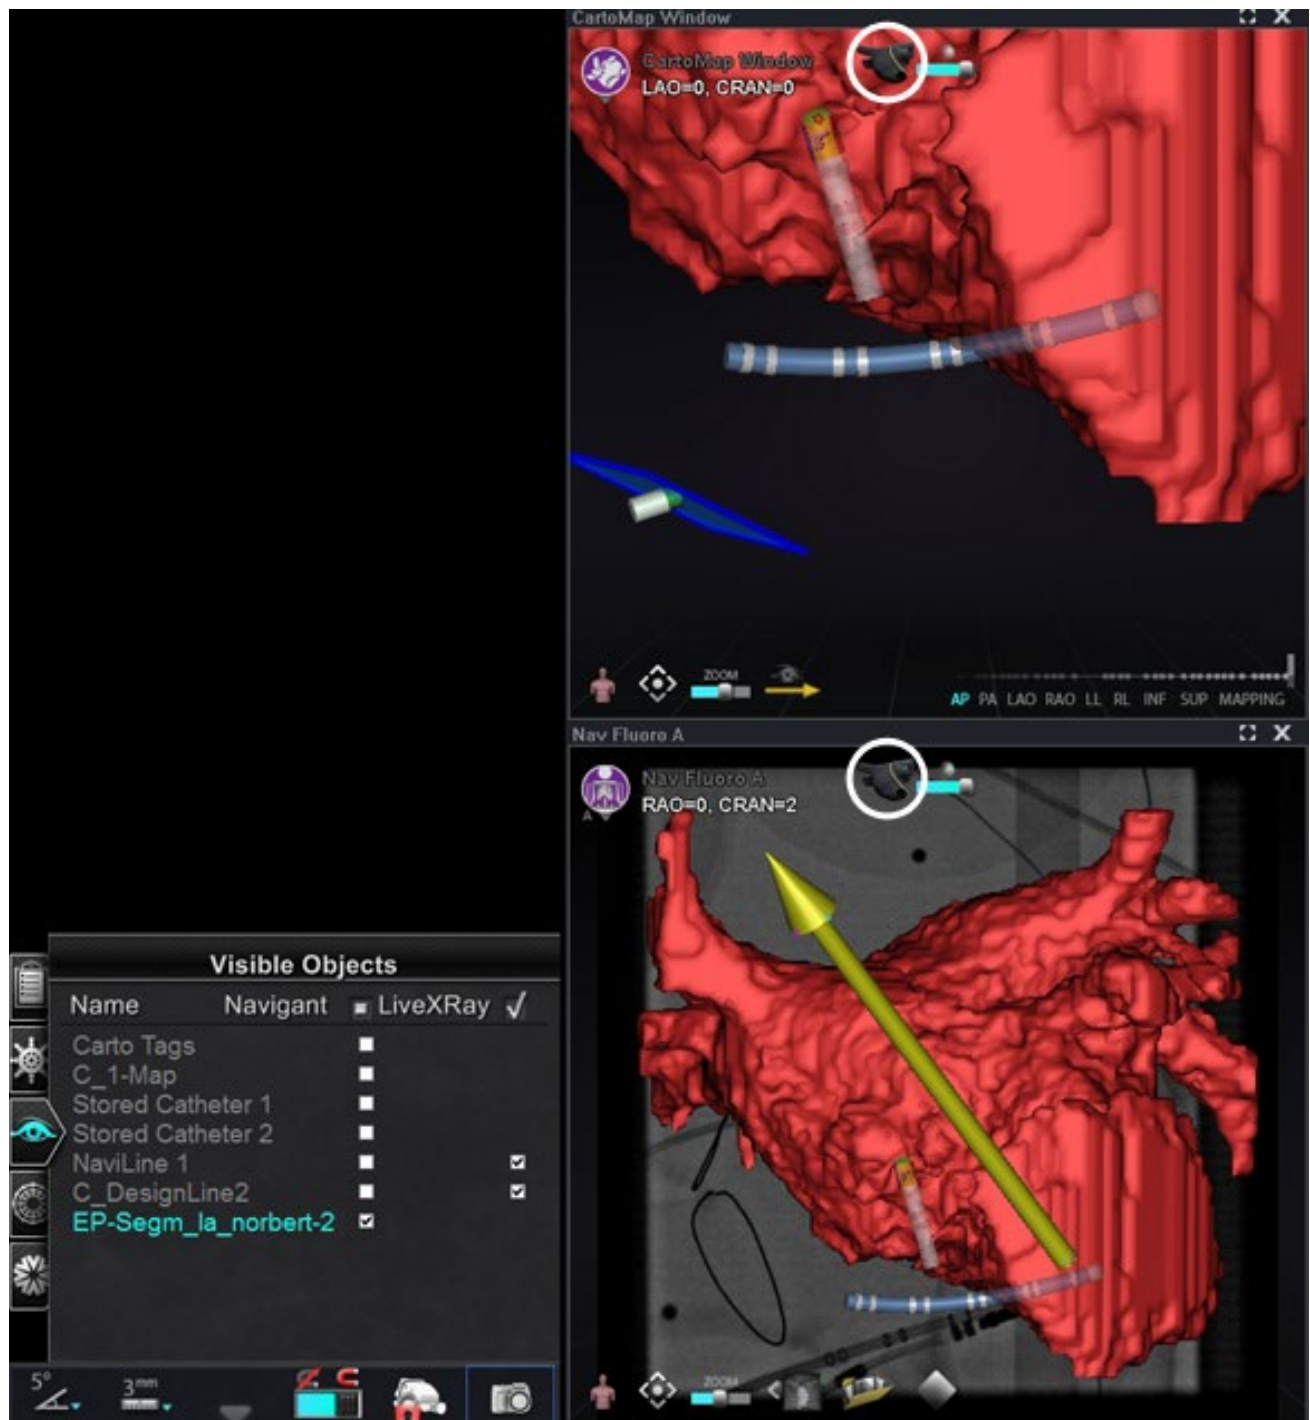 CartoMap Window
CartoMap Window
LAO=0, CRAN=0
ZOOM
AP PA LAO RAO LL RL INF SUP MAPPING
Nav Fluoro A
Nav Fluoro A
RAO=0, CRAN=2
A
ZOOM
Visible Objects
Name Navigant LiveXRay
Carto Tags
C_1-Map
Stored Catheter 1
Stored Catheter 2
NaviLine 1
C_DesignLine2
EP-Segm_la_norbert-2
5° 3mm